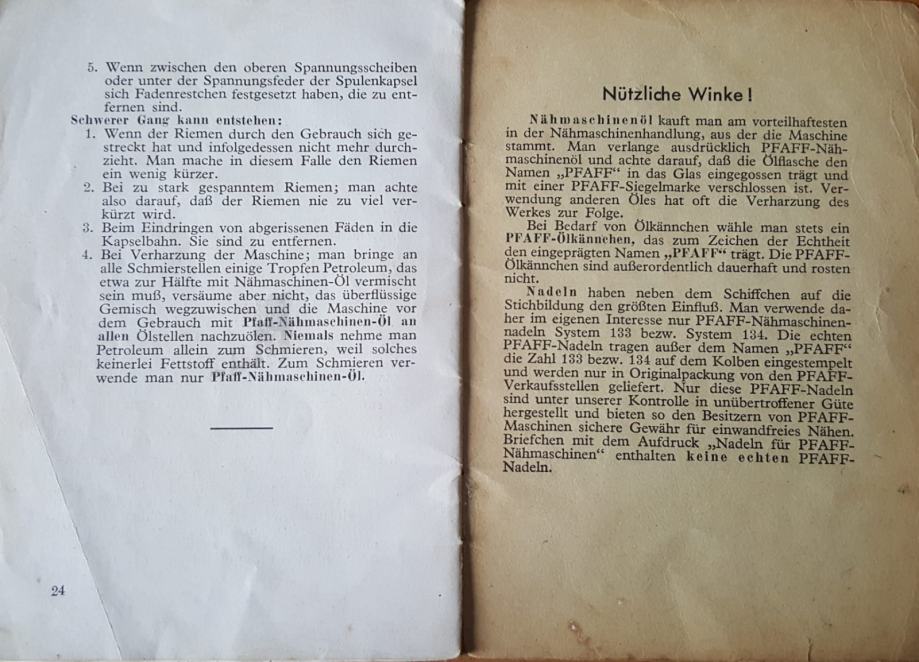 5. Wenn zwischen den oberen Spannungsscheiben
oder unter der Spannungsfeder der Spulenkapsel
sich Fadenrestchen festgesetzt haben, die zu ent-
fernen sind.
Schwerer Gang kann entstehen:
1. Wenn der Riemen durch den Gebrauch sich ge-
streckt hat und infolgedessen nicht mehr durch-
zieht. Man mache in diesem Falle den Riemen
ein wenig kürzer.
2. Bei zu stark gespanntem Riemen; man achte
also darauf, daß der Riemen nie zu viel ver-
kürzt wird.
3. Beim Eindringen von abgerissenen Fäden in die
Kapselbahn. Sie sind zu entfernen.
4. Bei Verharzung der Maschine; man bringe an
alle Schmierstellen einige Tropfen Petroleum, das
etwa zur Hälfte mit Nähmaschinen-Öl vermischt
sein muß, versäume aber nicht, das überflüssige
Gemisch wegzuwischen und die Maschine vor
dem Gebrauch mit Pfaff-Nähmaschinen-Öl an
allen Ölstellen nachzuölen. Niemals nehme man
Petroleum allein zum Schmieren, weil solches
keinerlei Fettstoff enthält. Zum Schmieren ver-
wende man nur Pfaff-Nähmaschinen-Öl.
24
Nützliche Winke!
Nähmaschinenöl kauft man am vorteilhaftesten
in der Nähmaschinenhandlung, aus der die Maschine
stammt. Man verlange ausdrücklich PFAFF-Näh-
maschinenöl und achte darauf, daß die Ölflasche den
Namen „PFAFF“ in das Glas eingegossen trägt und
mit einer PFAFF-Siegelmarke verschlossen ist. Ver-
wendung anderen Öles hat oft die Verharzung des
Werkes zur Folge.
Bei Bedarf von Ölkännchen wähle man stets ein
PFAFF-Ölkännchen, das zum Zeichen der Echtheit
den eingeprägten Namen „PFAFF“ trägt. Die PFAFF-
Ölkännchen sind außerordentlich dauerhaft und rosten
nicht.
Nadeln haben neben dem Schiffchen auf die
Stichbildung den größten Einfluß. Man verwende da-
her im eigenen Interesse nur PFAFF-Nähmaschinen-
nadeln System 133 bezw. System 134. Die echten
PFAFF-Nadeln tragen außer dem Namen „PFAFF“
die Zahl 133 bezw. 134 auf dem Kolben eingestempelt
und werden nur in Originalpackung von den PFAFF-
Verkaufsstellen geliefert. Nur diese PFAFF-Nadeln
sind unter unserer Kontrolle in unübertroffener Güte
hergestellt und bieten so den Besitzern von PFAFF-
Maschinen sichere Gewähr für einwandfreies Nähen.
Briefchen mit dem Aufdruck „Nadeln für PFAFF-
Nähmaschinen“ enthalten keine echten PFAFF-
Nadeln.